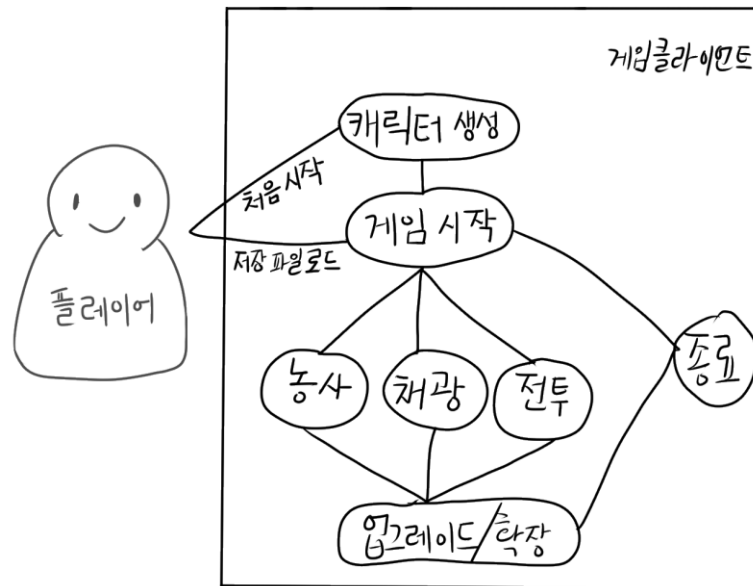 게임클라이언트
캐릭터 생성
처음 시작
게임 시작
저장파일로드
플레이어
농사
채광
전투
종료
업그레이드/확장